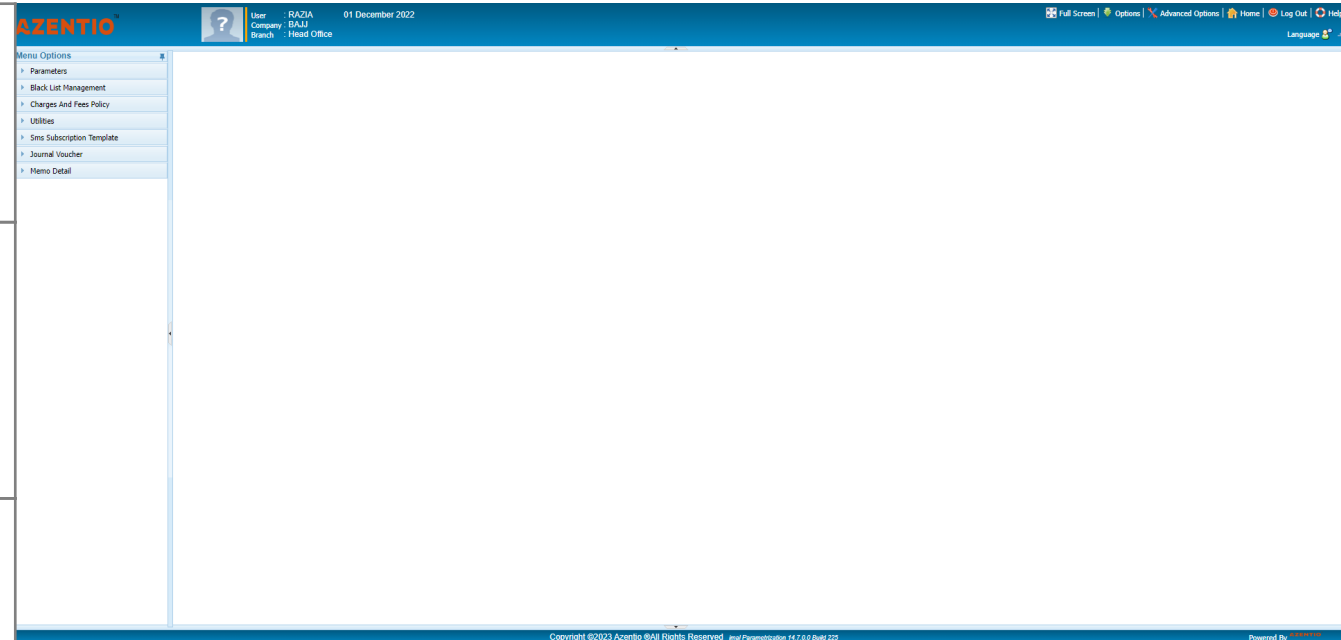 AZENTIO
?
User : RAZIA 01 December 2022
Company : BAJJ
Branch : Head Office
Full Screen | Options | Advanced Options | Home | Log Out | Help
Language
Menu Options
Parameters
Black List Management
Charges And Fees Policy
Utilities
Sms Subscription Template
Journal Voucher
Memo Detail
Copyright ©2023 Azentio ®All Rights Reserved imal Parametrization 14.7.0.0 Build 225
Powered By AZENTIO